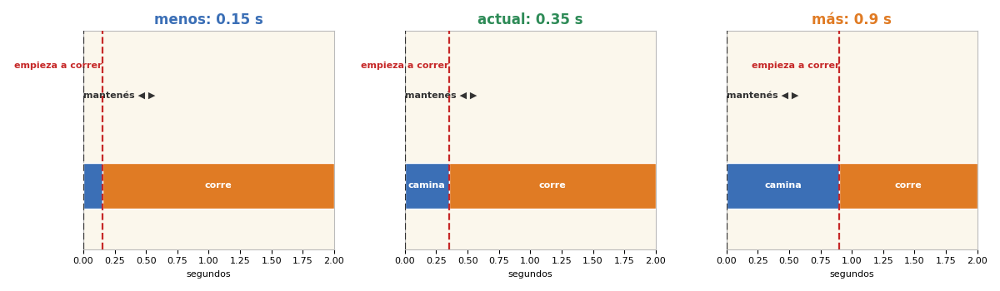 menos: 0.15 s
empieza a correr
mantenés ◀ ▶
corre
0.00 0.25 0.50 0.75 1.00 1.25 1.50 1.75 2.00
segundos
actual: 0.35 s
empieza a correr
mantenés ◀ ▶
camina corre
0.00 0.25 0.50 0.75 1.00 1.25 1.50 1.75 2.00
segundos
más: 0.9 s
empieza a correr
mantenés ◀ ▶
camina corre
0.00 0.25 0.50 0.75 1.00 1.25 1.50 1.75 2.00
segundos